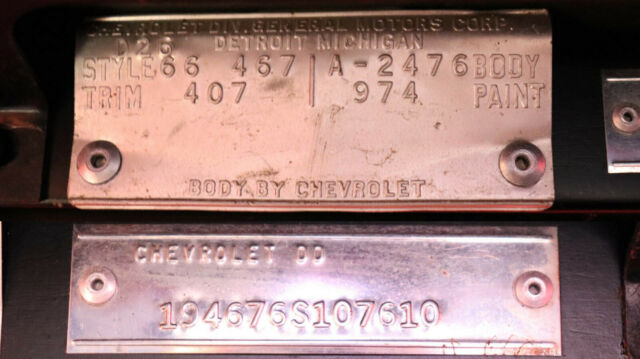 CHEVROLET DIV. GENERAL MOTORS CORP.
D26 DETROIT MICHIGAN
STYLE 66 467 A-2476 BODY
TRIM 407 974 PAINT
BODY BY CHEVROLET
CHEVROLET DD
194676S107610